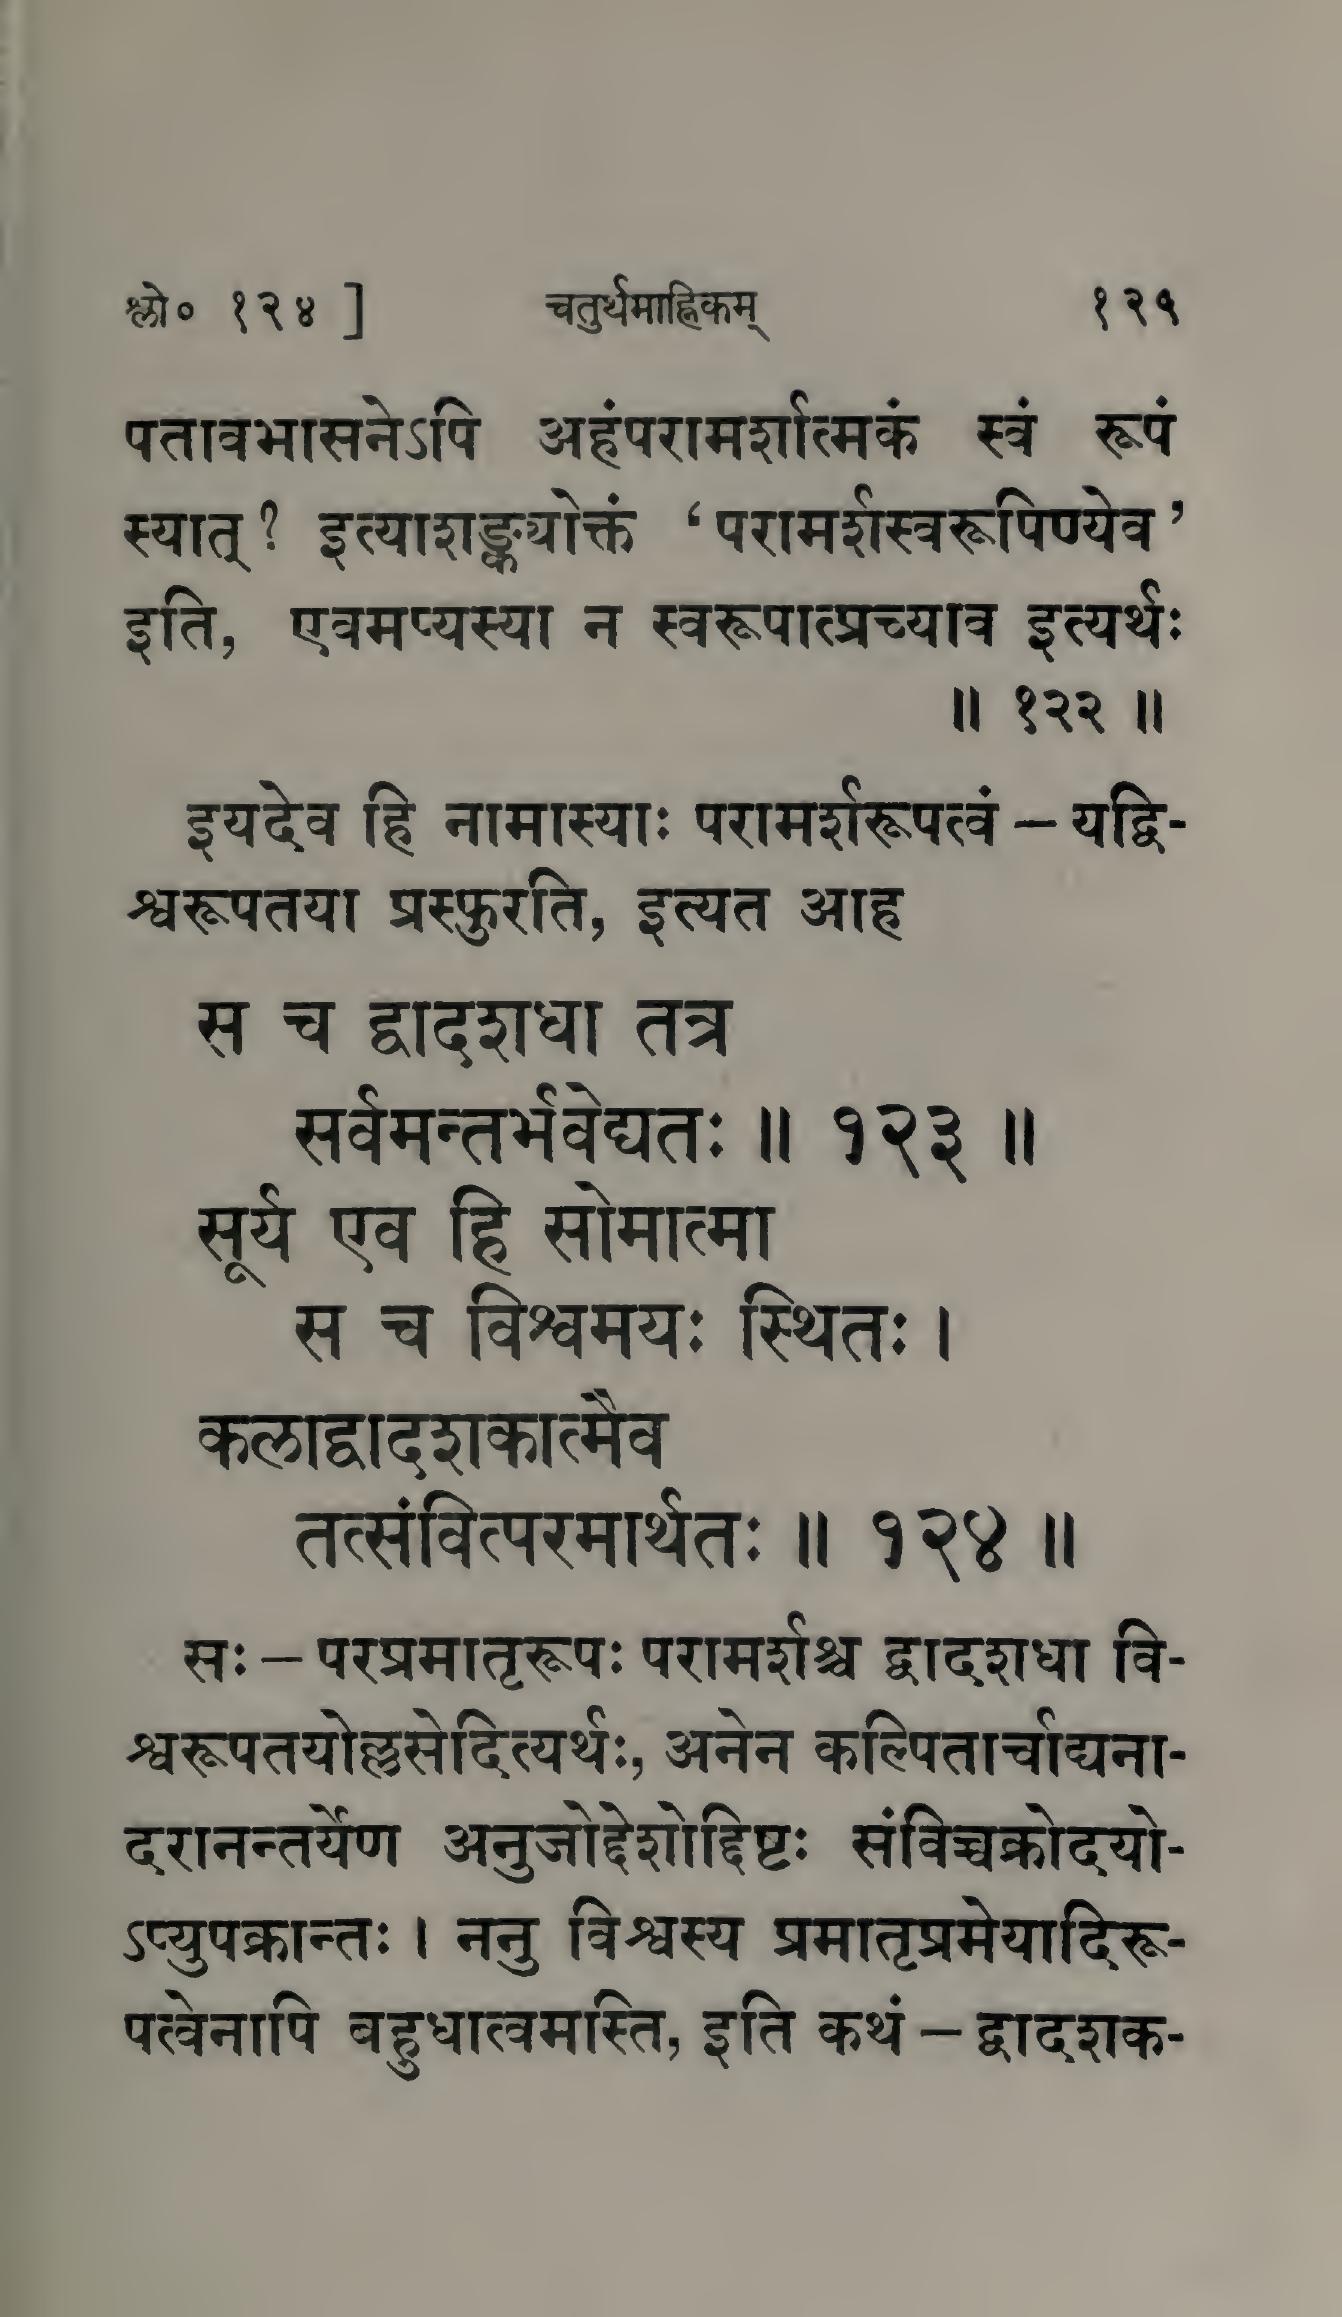 श्लो० १२४ ] चतुर्थमाह्निकम् १२५
पतावभासनेऽपि अहंपरामर्शात्मकं स्वं रूपं
स्यात् ? इत्याशङ्क्योक्तं ‘परामर्शस्वरूपिण्येव’
इति, एवमप्यस्या न स्वरूपात्प्रच्याव इत्यर्थः
॥ १२२ ॥
इयदेव हि नामास्याः परामर्शरूपत्वं – यद्वि-
श्वरूपतया प्रस्फुरति, इत्यत आह
स च द्वादशधा तत्र
सर्वमन्तर्भवेद्यतः ॥ १२३ ॥
सूर्य एव हि सोमात्मा
स च विश्वमयः स्थितः ।
कलाद्वादशकात्मैव
तत्संवित्परमार्थतः ॥ १२४ ॥
सः – परप्रमातृरूपः परामर्शश्च द्वादशधा वि-
श्वरूपतयोल्लसेदित्यर्थः, अनेन कल्पितार्चाद्यना-
दरानन्तर्येण अनुजोद्देशोद्दिष्टः संविच्चक्रोदयो-
ऽप्युपक्रान्तः । ननु विश्वस्य प्रमातृप्रमेयादिरू-
पत्वेनापि बहुधात्वमस्ति, इति कथं – द्वादशक-